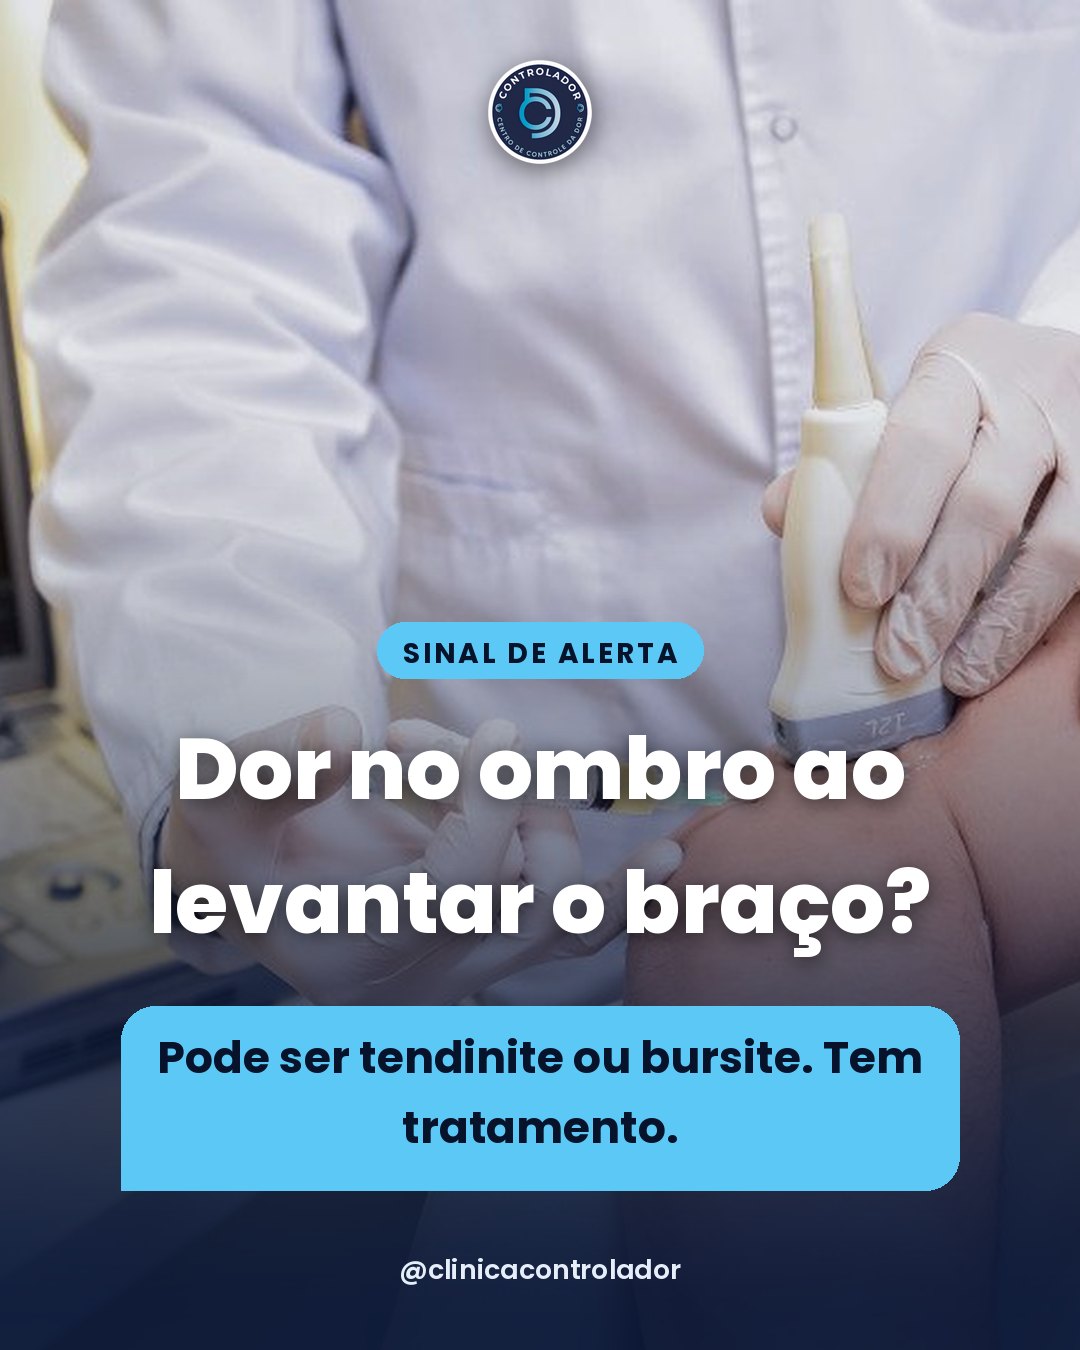 CONTROLADOR
CENTRO DE CONTROLE DA DOR
12L
SINAL DE ALERTA
Dor no ombro ao
levantar o braço?
Pode ser tendinite ou bursite. Tem
tratamento.
@clinicacontrolador